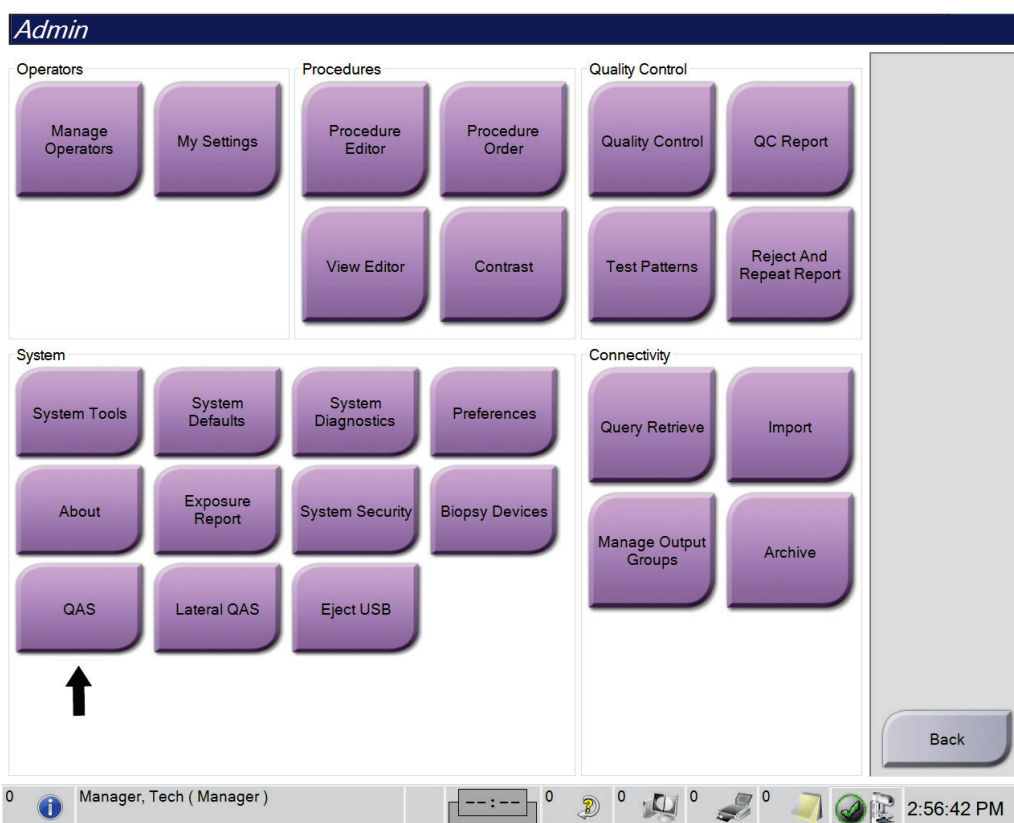 Admin
Operators
Manage
Operators
My Settings
Procedures
Procedure
Editor
Procedure
Order
View Editor
Contrast
Quality Control
Quality Control
QC Report
Test Patterns
Reject And
Repeat Report
System
System Tools
System
Defaults
System
Diagnostics
Preferences
About
Exposure
Report
System Security
Biopsy Devices
QAS
Lateral QAS
Eject USB
Connectivity
Query Retrieve
Import
Manage Output
Groups
Archive
Back
0
Manager, Tech ( Manager )
--:--
0
0
0
0
2:56:42 PM